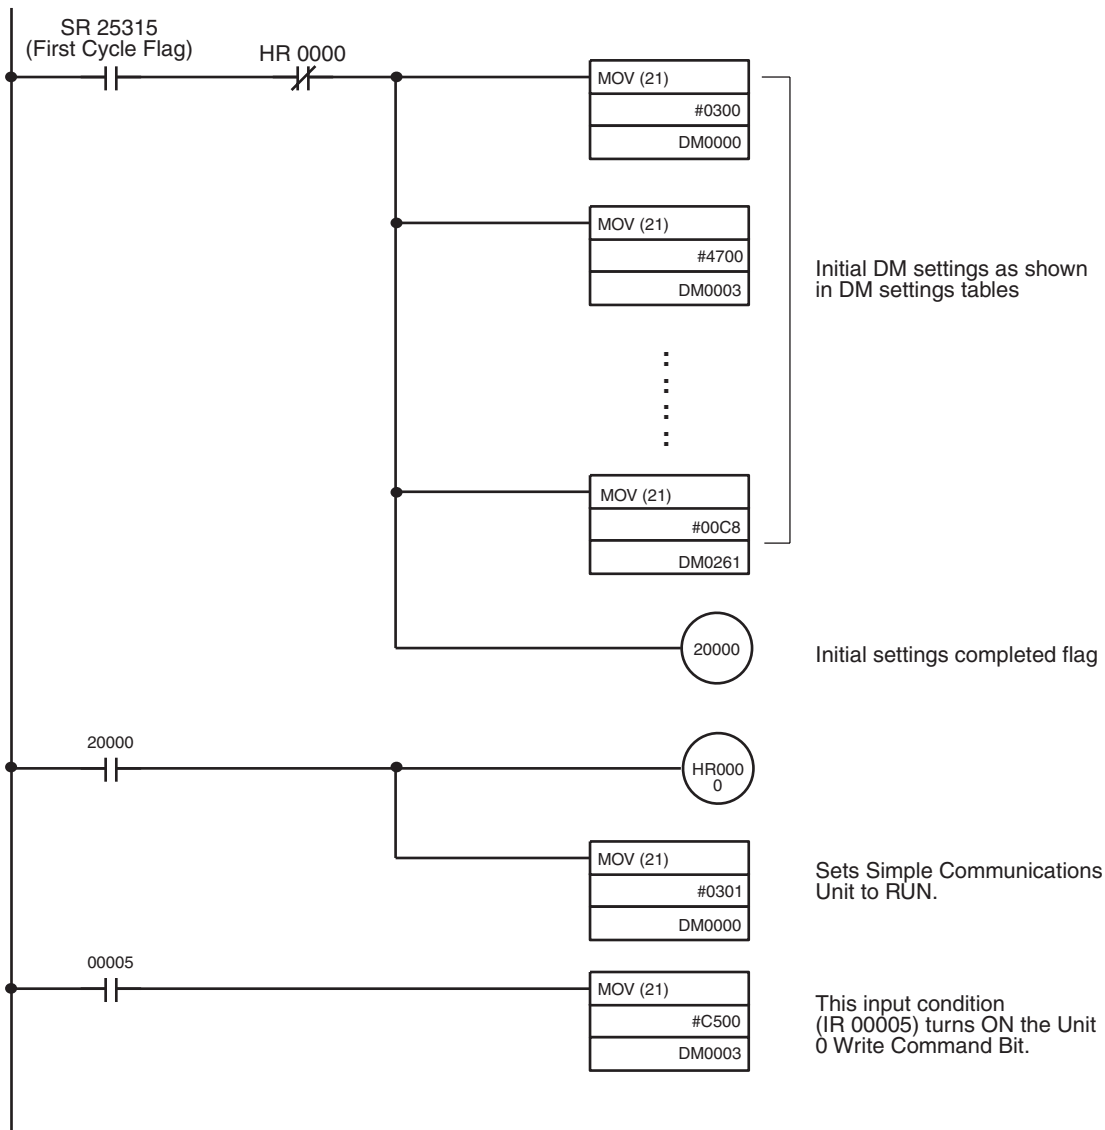 SR 25315
(First Cycle Flag)
HR 0000
MOV (21)
#0300
DM0000
MOV (21)
#4700
DM0003
Initial DM settings as shown
in DM settings tables
MOV (21)
#00C8
DM0261
20000
Initial settings completed flag
20000
HR000
0
MOV (21)
#0301
DM0000
Sets Simple Communications
Unit to RUN.
00005
MOV (21)
#C500
DM0003
This input condition
(IR 00005) turns ON the Unit
0 Write Command Bit.